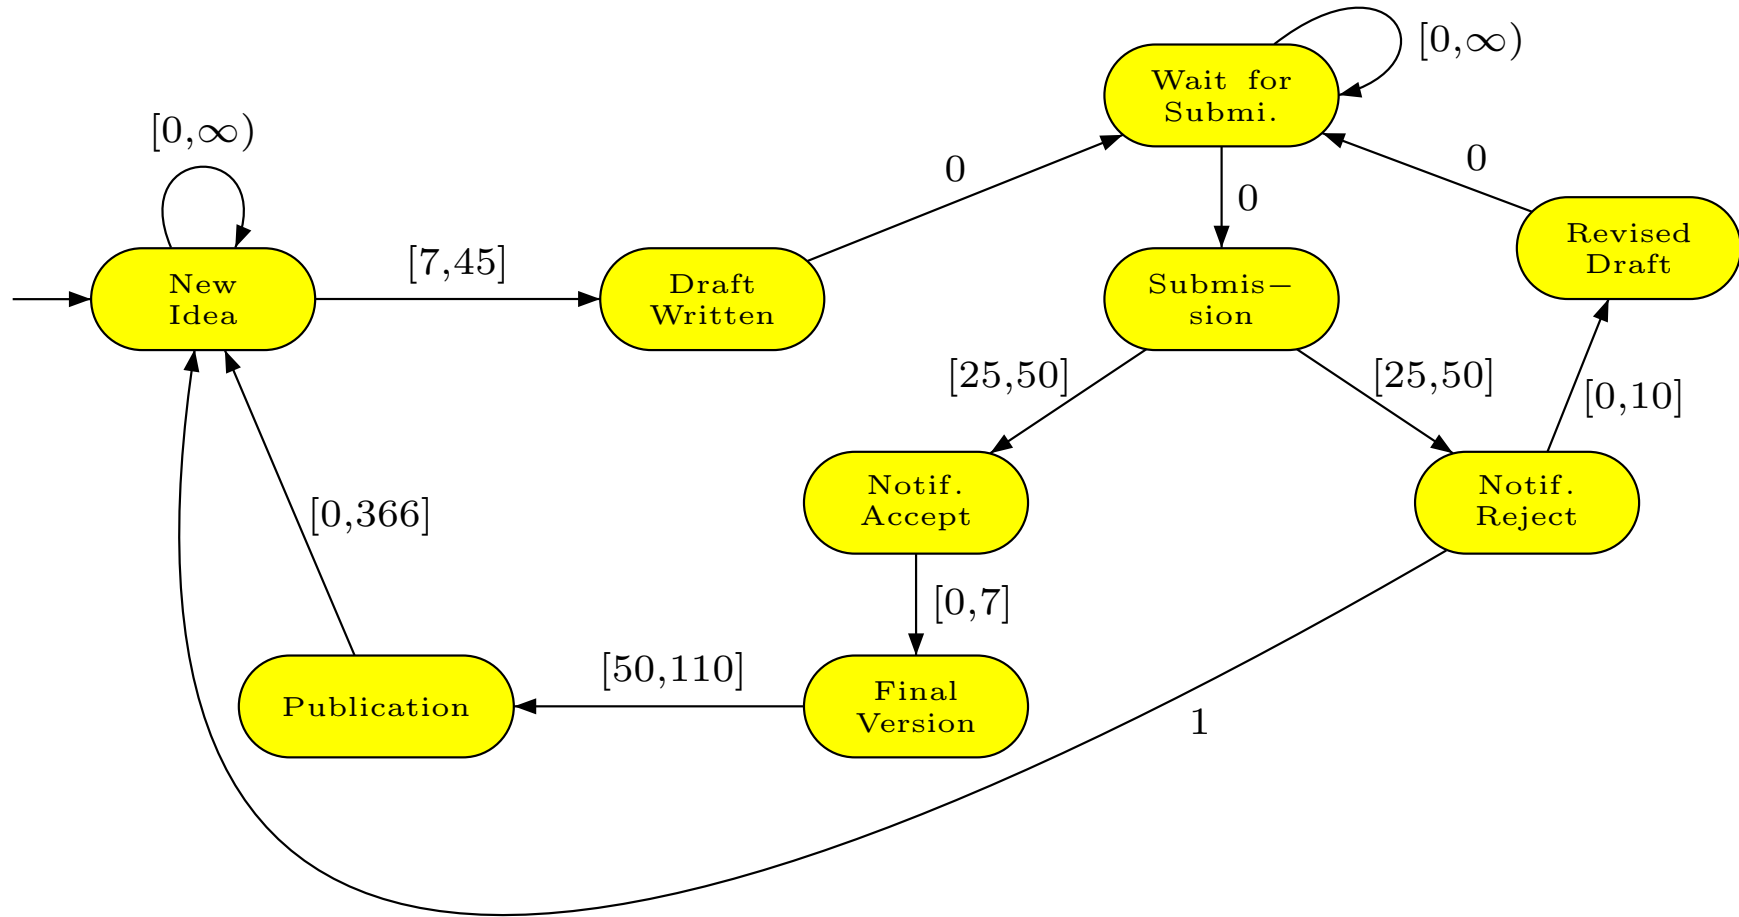 [0,∞)
Wait for
Submi.
[0,∞)
0
0
0
Revised
Draft
New
Idea
[7,45]
Draft
Written
Submis−
sion
[25,50]
[25,50]
[0,10]
Notif.
Accept
Notif.
Reject
[0,366]
[0,7]
Publication
[50,110]
Final
Version
1